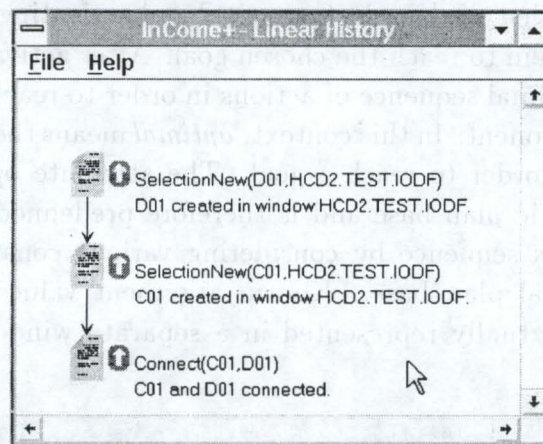 InCome+ - Linear History
File Help
SelectionNew(D01,HCD2.TEST.IODF)
D01 created in window HCD2.TEST.IODF.
SelectionNew(C01,HCD2.TEST.IODF)
C01 created in window HCD2.TEST.IODF.
Connect(C01,D01)
C01 and D01 connected.